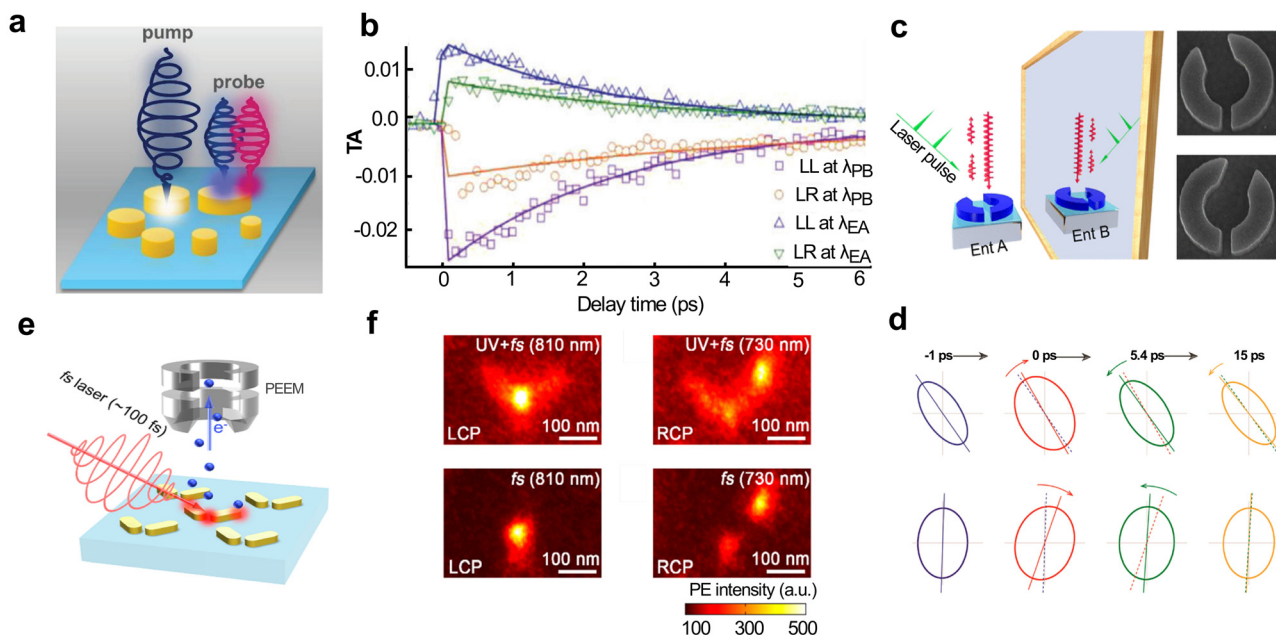 a
pump
probe
b
TA
0.01
0.0
-0.01
-0.02
LL at λPB
LR at λPB
LL at λEA
LR at λEA
0
1
2
3
4
5
6
Delay time (ps)
c
Laser pulse
Ent A
Ent B
e
fs laser (~100 fs)
PEEM
e-
f
UV+fs (810 nm)
LCP
100 nm
UV+fs (730 nm)
RCP
100 nm
fs (810 nm)
LCP
100 nm
fs (730 nm)
RCP
100 nm
PE intensity (a.u.)
100
300
500
d
-1 ps
0 ps
5.4 ps
15 ps